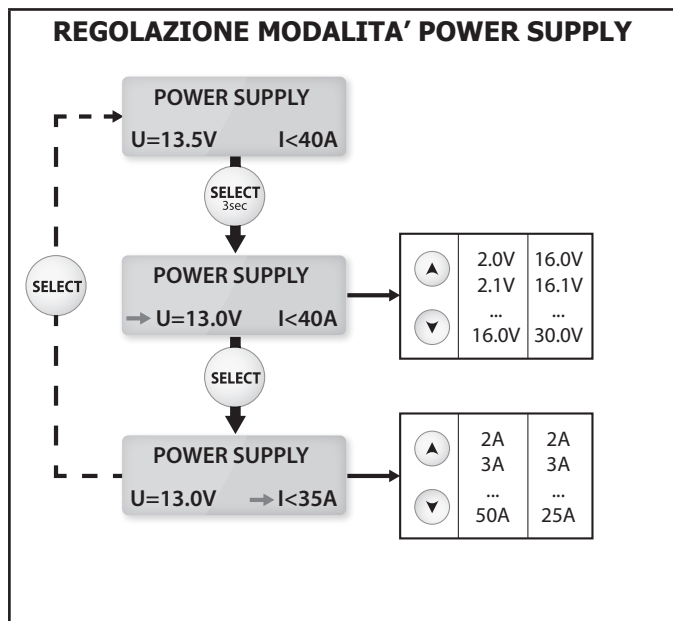 REGOLAZIONE MODALITA’ POWER SUPPLY
POWER SUPPLY
U=13.5V I<40A
SELECT
3sec
SELECT
POWER SUPPLY
U=13.0V I<40A
2.0V 16.0V
2.1V 16.1V
... ...
16.0V 30.0V
SELECT
POWER SUPPLY
U=13.0V I<35A
2A 2A
3A 3A
... ...
50A 25A